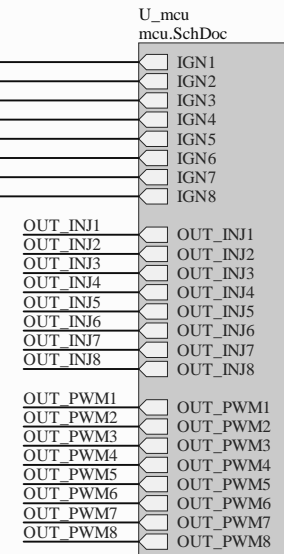 U_mcu
mcu.SchDoc
IGN1
IGN2
IGN3
IGN4
IGN5
IGN6
IGN7
IGN8
OUT_INJ1 OUT_INJ1
OUT_INJ2 OUT_INJ2
OUT_INJ3 OUT_INJ3
OUT_INJ4 OUT_INJ4
OUT_INJ5 OUT_INJ5
OUT_INJ6 OUT_INJ6
OUT_INJ7 OUT_INJ7
OUT_INJ8 OUT_INJ8
OUT_PWM1 OUT_PWM1
OUT_PWM2 OUT_PWM2
OUT_PWM3 OUT_PWM3
OUT_PWM4 OUT_PWM4
OUT_PWM5 OUT_PWM5
OUT_PWM6 OUT_PWM6
OUT_PWM7 OUT_PWM7
OUT_PWM8 OUT_PWM8